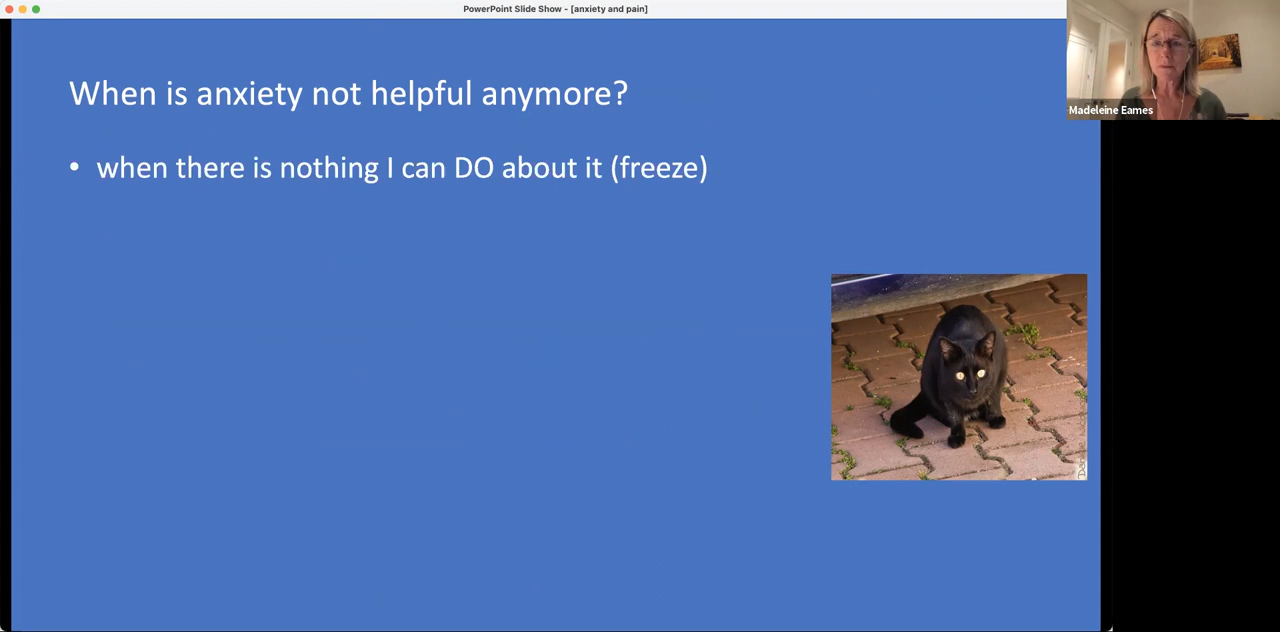 PowerPoint Slide Show - [anxiety and pain]
When is anxiety not helpful anymore?
• when there is nothing I can DO about it (freeze)
Madeleine Eames